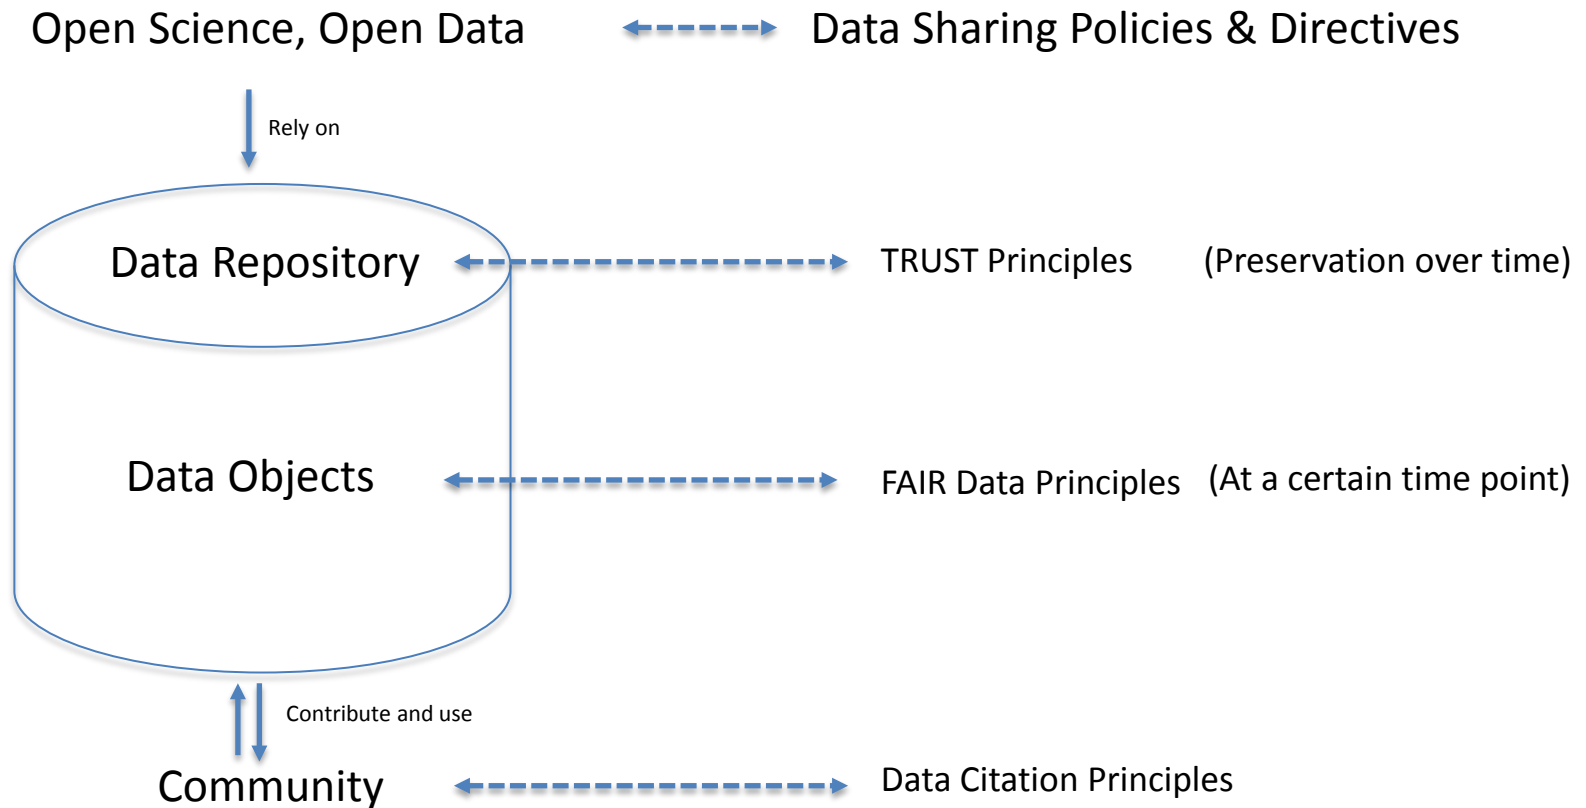 Open Science, Open Data
Data Sharing Policies & Directives
Rely on
Data Repository
TRUST Principles
(Preservation over time)
Data Objects
FAIR Data Principles
(At a certain time point)
Contribute and use
Community
Data Citation Principles